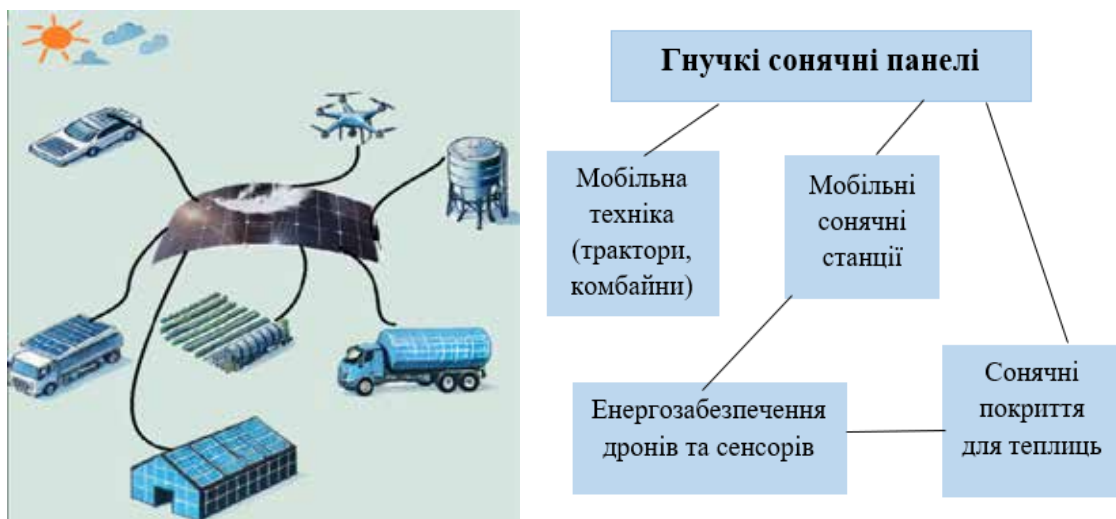 Гнучкі сонячні панелі
Мобільна
техніка
(трактори,
комбайни)
Мобільні
сонячні
станції
Енергозабезпечення
дронів та сенсорів
Сонячні
покриття
для теплиць